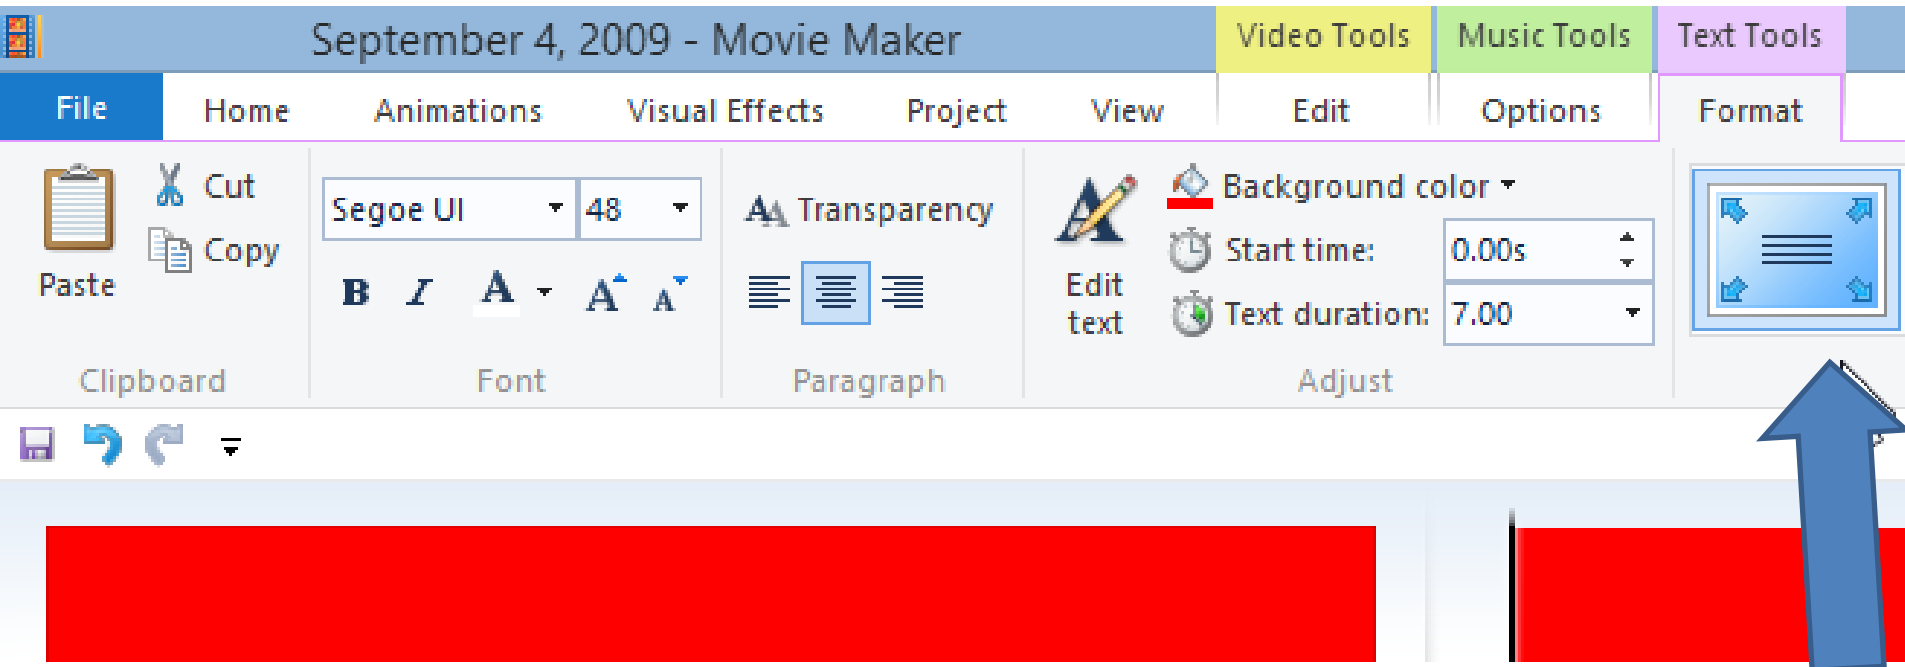 September 4, 2009 - Movie Maker
Video Tools
Music Tools
Text Tools
File
Home
Animations
Visual Effects
Project
View
Edit
Options
Format
Paste
Cut
Copy
Clipboard
Segoe UI
48
B I A A A
Font
AA Transparency
Paragraph
A
Edit
text
Background color
Start time: 0.00s
Text duration: 7.00
Adjust